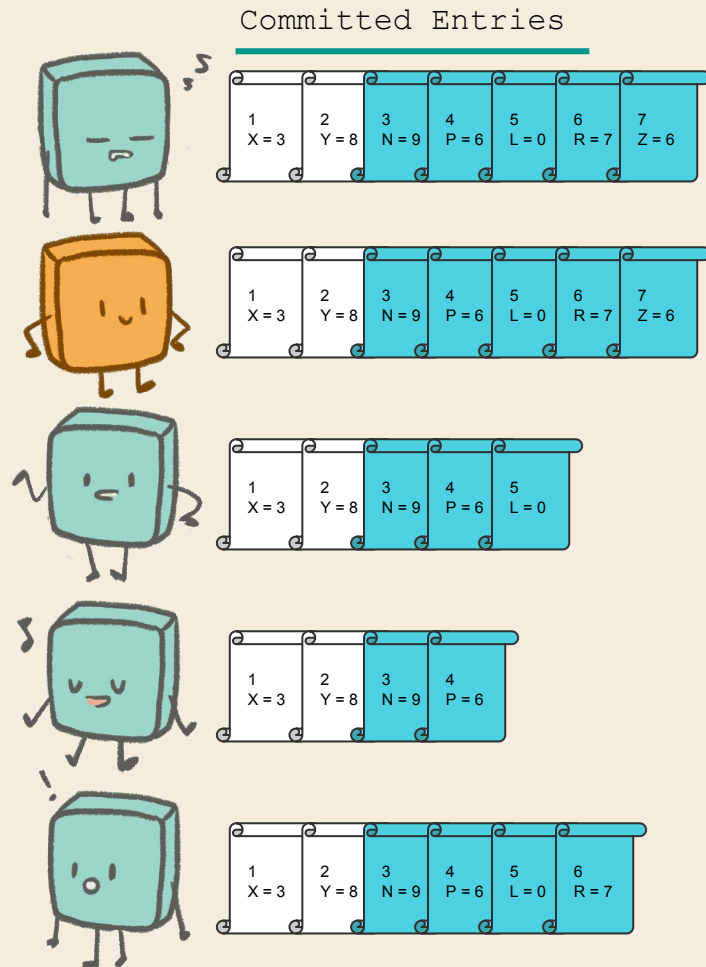 Committed Entries
1 2 3 4 5 6 7
X = 3 Y = 8 N = 9 P = 6 L = 0 R = 7 Z = 6
1 2 3 4 5 6 7
X = 3 Y = 8 N = 9 P = 6 L = 0 R = 7 Z = 6
1 2 3 4 5
X = 3 Y = 8 N = 9 P = 6 L = 0
1 2 3 4
X = 3 Y = 8 N = 9 P = 6
1 2 3 4 5 6
X = 3 Y = 8 N = 9 P = 6 L = 0 R = 7